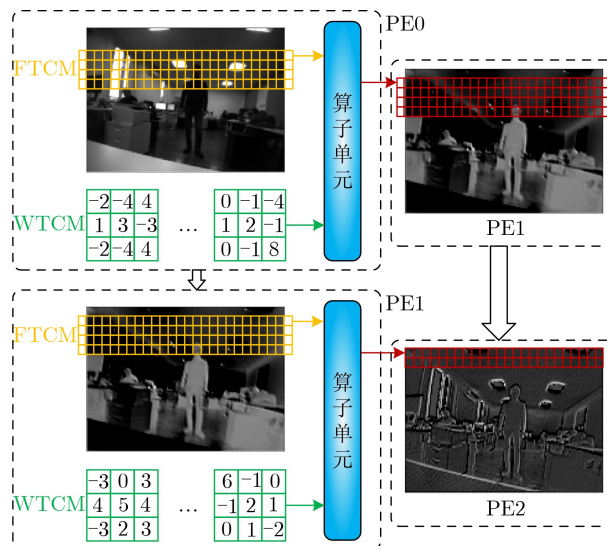 PE0
FTCM
算子单元
WTCM
−2 −4 4
1 3 −3
−2 −4 4
...
0 −1 −4
1 2 −1
0 −1 8
PE1
PE1
FTCM
算子单元
WTCM
−3 0 3
4 5 4
−3 2 3
...
6 −1 0
−1 2 1
0 1 −2
PE2